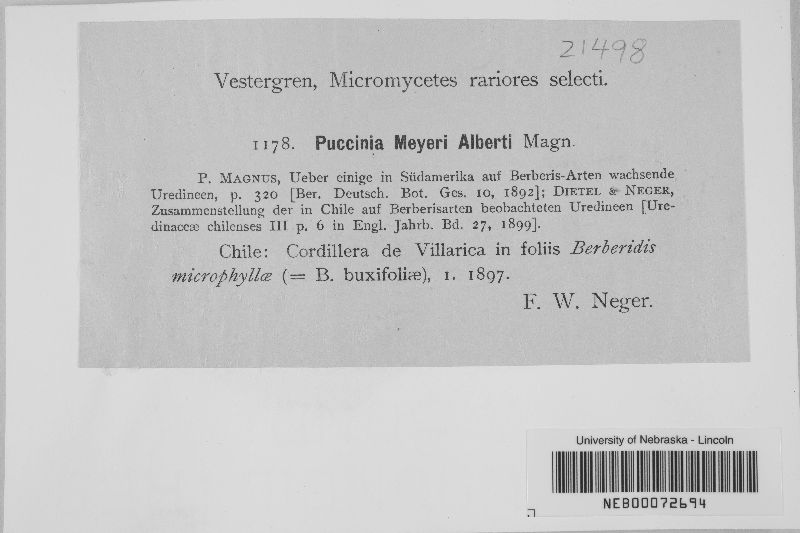 21498
Vestergren, Micromycetes rariores selecti.
1178. Puccinia Meyeri Alberti Magn.
P. Magnus, Ueber einige in Südamerika auf Berberis-Arten wachsende
Uredineen, p. 320 [Ber. Deutsch. Bot. Ges. 10, 1892]; Dietel & Neger,
Zusammenstellung der in Chile auf Berberisarten beobachteten Uredineen [Ure-
dinaceæ chilenses III p. 6 in Engl. Jahrb. Bd. 27, 1899].
Chile: Cordillera de Villarica in foliis Berberidis
microphyllæ (= B. buxifoliæ), 1. 1897.
F. W. Neger.
University of Nebraska - Lincoln
NEB00072694